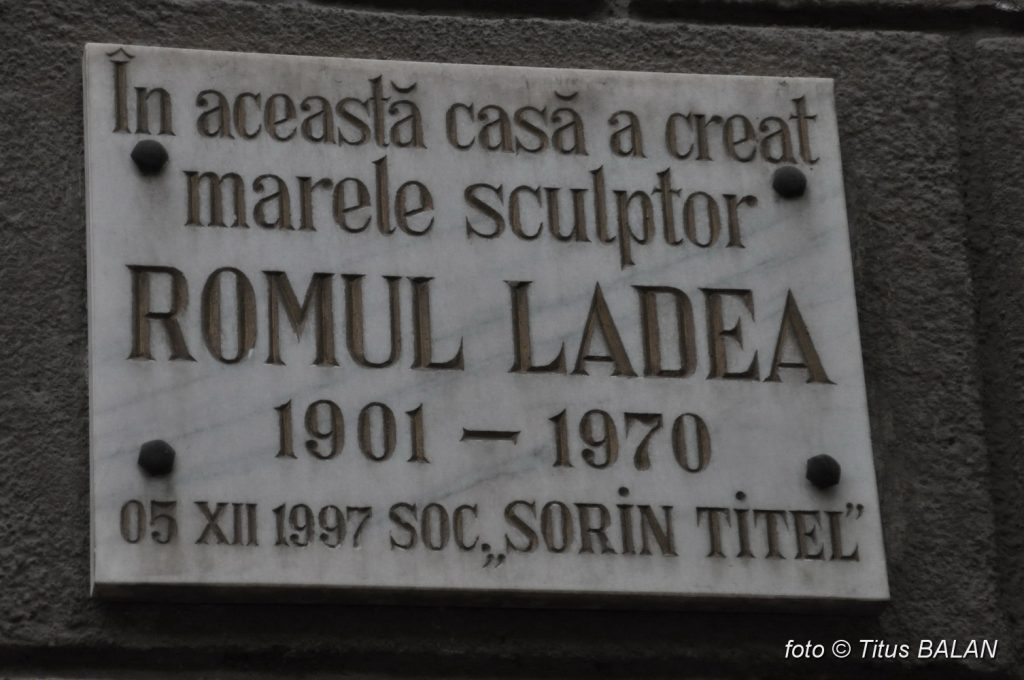 În această casă a creat
marele sculptor
ROMUL LADEA
1901 – 1970
05 XII 1997 SOC. „SORiN TiTEL”
foto © Titus BALAN